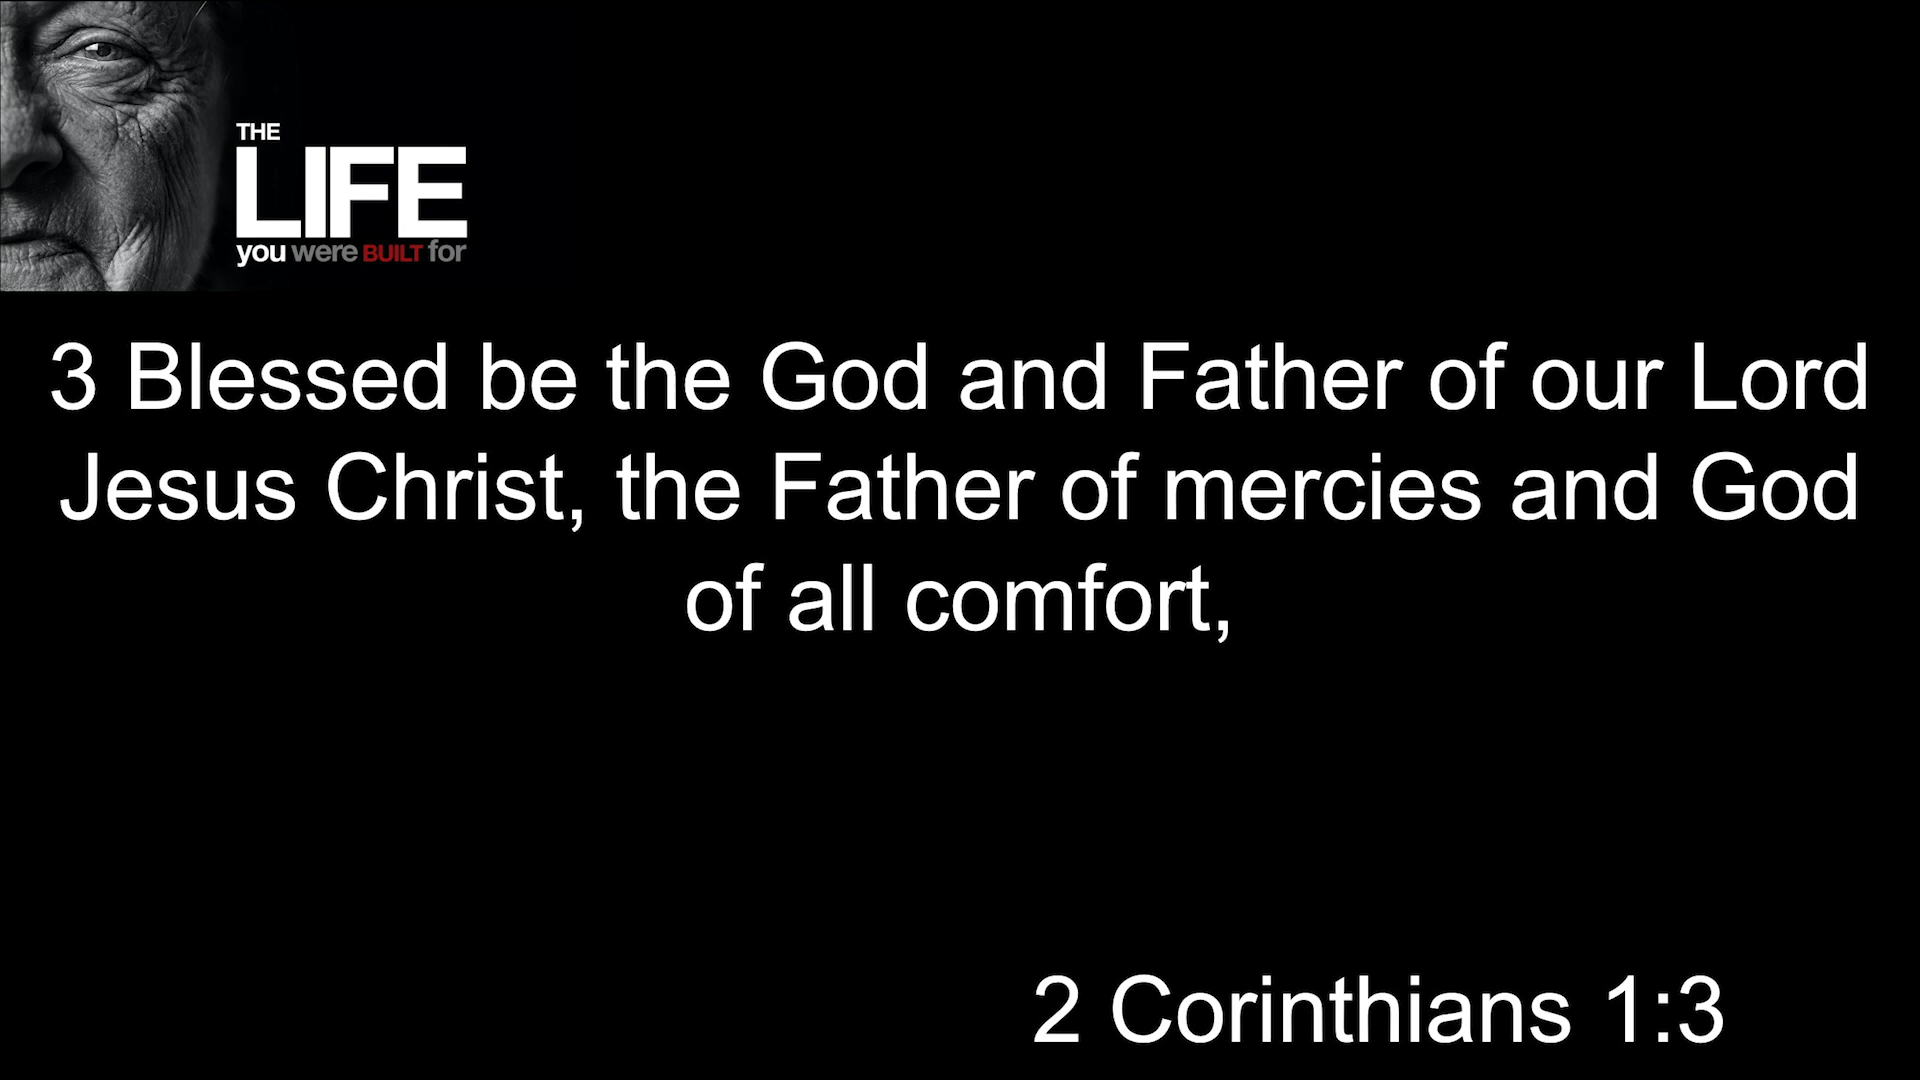 THE
LIFE
you were BUILT for
3 Blessed be the God and Father of our Lord
Jesus Christ, the Father of mercies and God
of all comfort,
2 Corinthians 1:3